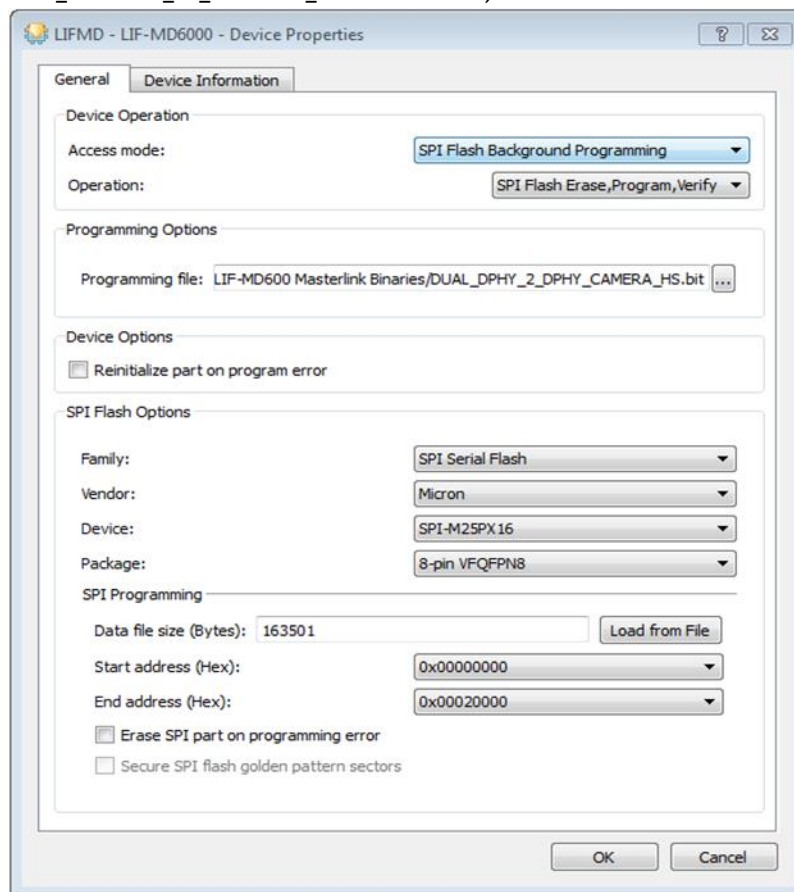 LIFMD - LIF-MD6000 - Device Properties
General Device Information
Device Operation
Access mode: SPI Flash Background Programming
Operation: SPI Flash Erase,Program,Verify
Programming Options
Programming file: LIF-MD600 Masterlink Binaries/DUAL_DPHY_2_DPHY_CAMERA_HS.bit ...
Device Options
Reinitialize part on program error
SPI Flash Options
Family: SPI Serial Flash
Vendor: Micron
Device: SPI-M25PX16
Package: 8-pin VFQFPN8
SPI Programming
Data file size (Bytes): 163501 Load from File
Start address (Hex): 0x00000000
End address (Hex): 0x00020000
Erase SPI part on programming error
Secure SPI flash golden pattern sectors
OK Cancel